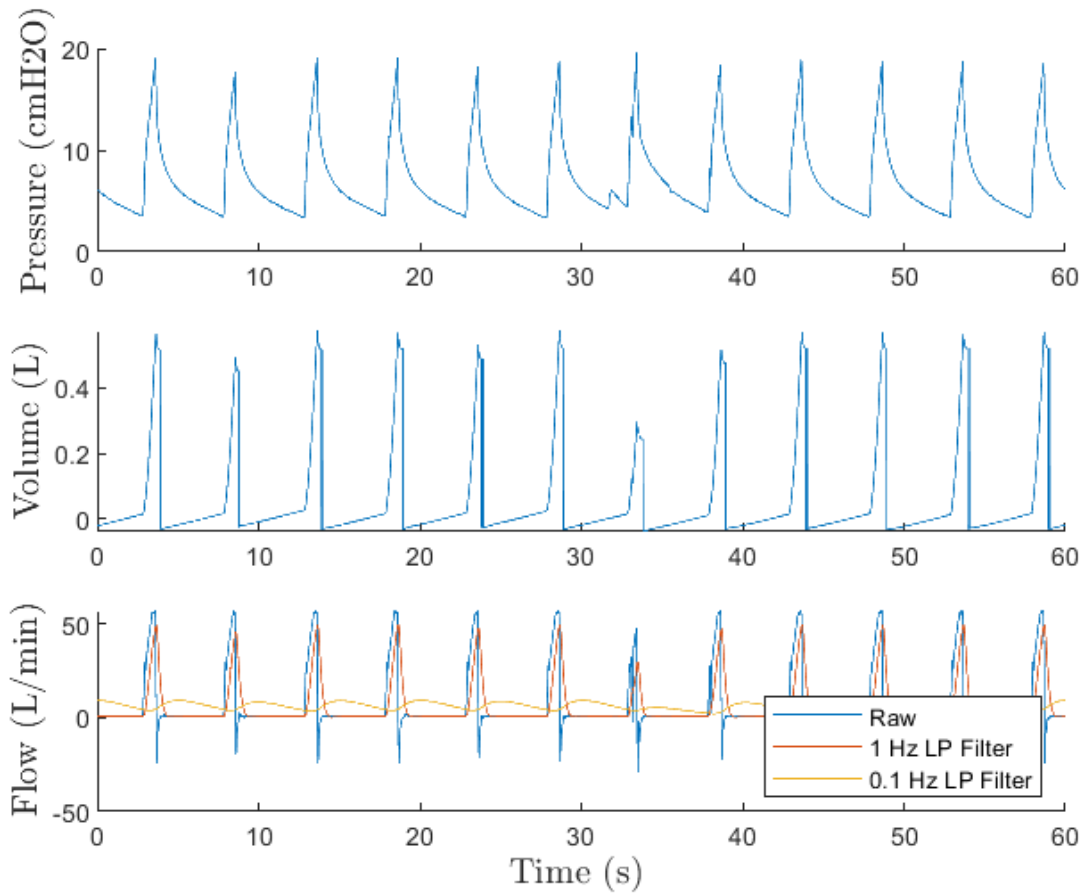 Pressure (cmH2O)
20
10
0
0 10 20 30 40 50 60
Volume (L)
0.4
0.2
0
0 10 20 30 40 50 60
Flow (L/min)
50
0
-50
Raw
1 Hz LP Filter
0.1 Hz LP Filter
0 10 20 30 40 50 60
Time (s)